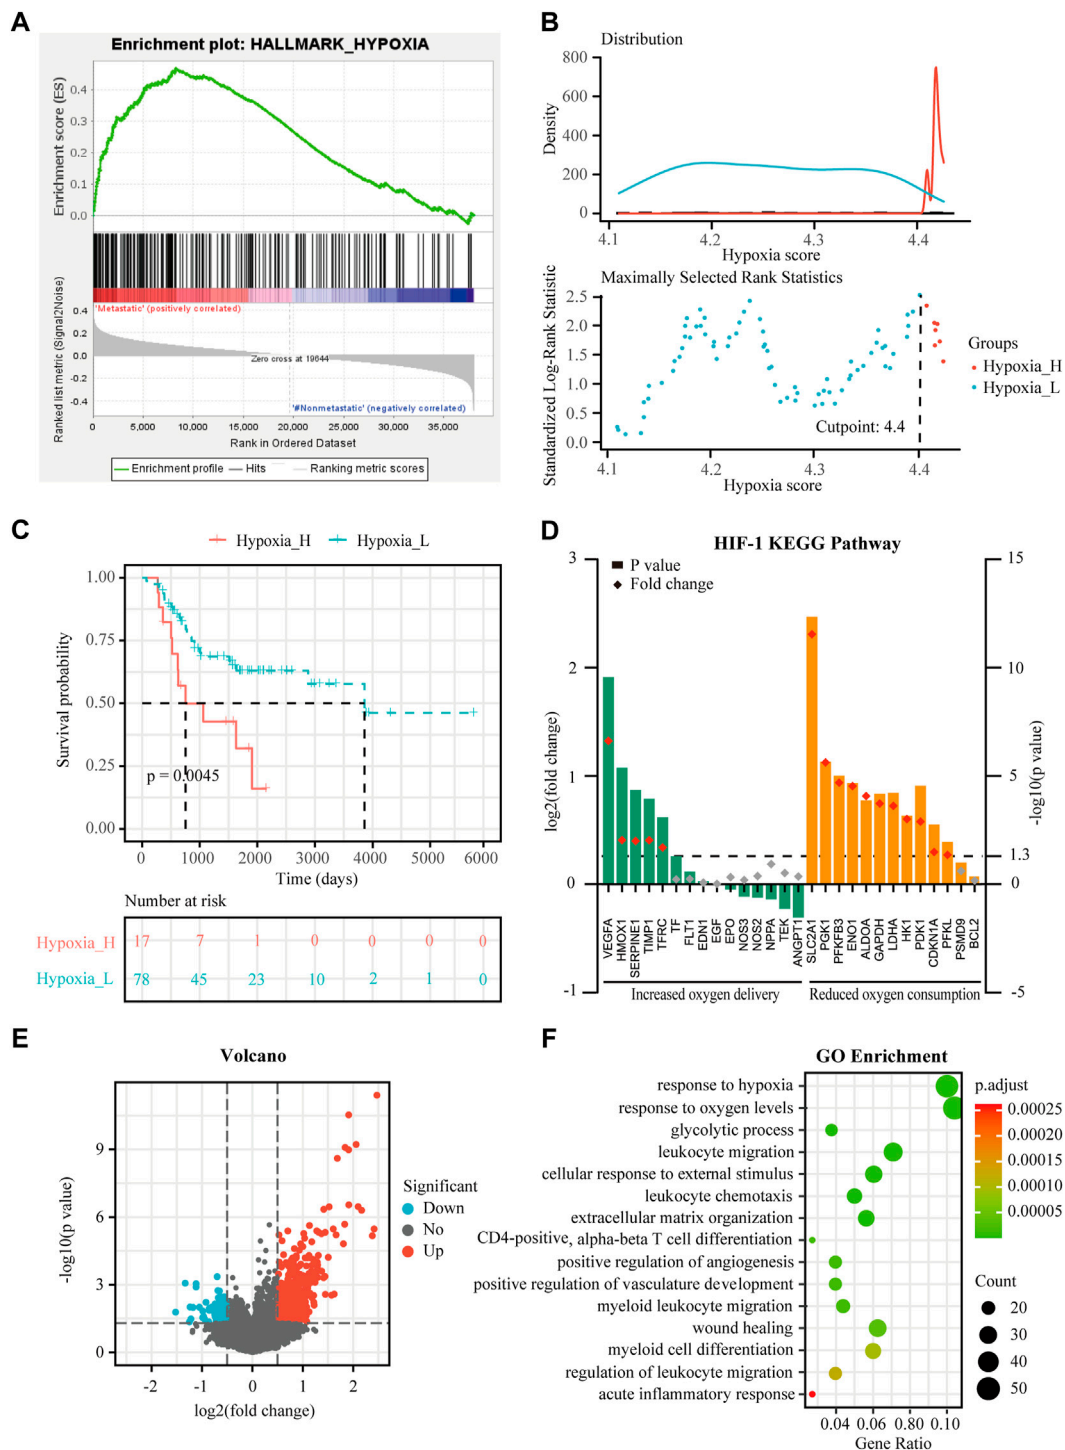 A
Enrichment plot: HALLMARK_HYPOXIA
Enrichment score (ES)
0.4
0.3
0.2
0.1
0.0
'Metastatic' (positively correlated)
Ranked list metric (Signal2Noise)
0.4
0.2
0.0
-0.2
-0.4
Zero cross at 19644
'#Nonmetastatic' (negatively correlated)
0 5,000 10,000 15,000 20,000 25,000 30,000 35,000
Rank in Ordered Dataset
Enrichment profile Hits Ranking metric scores
B
Distribution
Density
800
600
400
200
0
4.1 4.2 4.3 4.4
Hypoxia score
Maximally Selected Rank Statistics
Standardized Log-Rank Statistic
2.5
2.0
1.5
1.0
0.5
0.0
Cutpoint: 4.4
4.1 4.2 4.3 4.4
Hypoxia score
Groups
Hypoxia_H
Hypoxia_L
C
Hypoxia_H Hypoxia_L
Survival probability
1.00
0.75
0.50
0.25
0.00
p = 0.0045
0 1000 2000 3000 4000 5000 6000
Time (days)
Number at risk
Hypoxia_H 17 7 1 0 0 0 0
Hypoxia_L 78 45 23 10 2 1 0
D
HIF-1 KEGG Pathway
P value
Fold change
log2(fold change)
3
2
1
0
-1
-log10(p value)
15
10
5
1.3
0
-5
VEGFA
HMOX1
SERPINE1
TIMP1
TFRC
TF
FLT1
EDN1
EGF
EPO
NOS3
NOS2
NPPA
TEK
ANGPT1
SLC2A1
PGK1
PFKFB3
ENO1
ALDOA
GAPDH
LDHA
HK1
PDK1
CDKN1A
PFKL
PSMD9
BCL2
Increased oxygen delivery Reduced oxygen consumption
E
Volcano
-log10(p value)
9
6
3
0
-2 -1 0 1 2
log2(fold change)
Significant
Down
No
Up
F
GO Enrichment
response to hypoxia
response to oxygen levels
glycolytic process
leukocyte migration
cellular response to external stimulus
leukocyte chemotaxis
extracellular matrix organization
CD4-positive, alpha-beta T cell differentiation
positive regulation of angiogenesis
positive regulation of vasculature development
myeloid leukocyte migration
wound healing
myeloid cell differentiation
regulation of leukocyte migration
acute inflammatory response
0.04 0.06 0.80 0.10
Gene Ratio
p.adjust
0.00025
0.00020
0.00015
0.00010
0.00005
Count
20
30
40
50